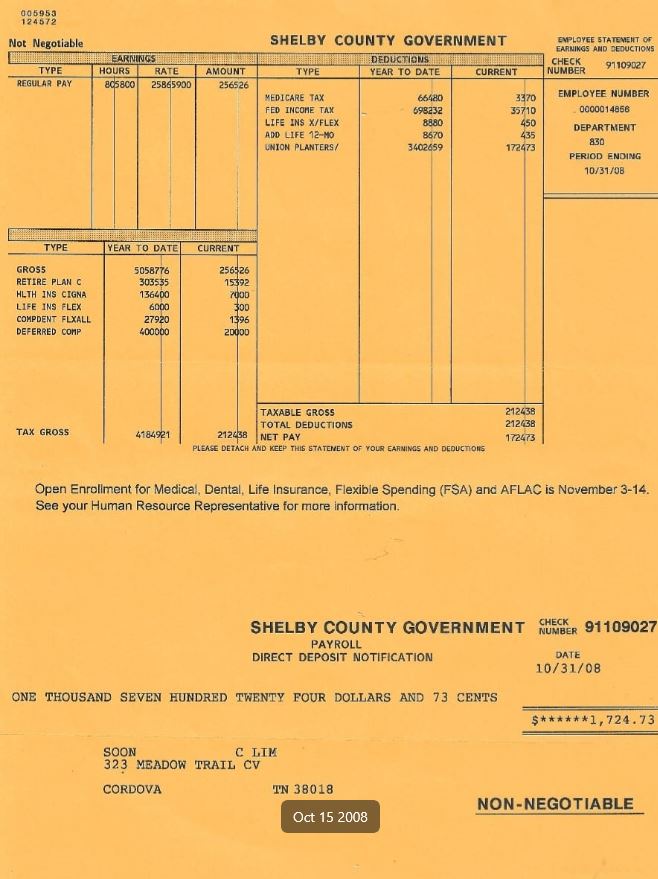 005953
124572
Not Negotiable
SHELBY COUNTY GOVERNMENT
EMPLOYEE STATEMENT OF
EARNINGS AND DEDUCTIONS
CHECK NUMBER 91109027
EMPLOYEE NUMBER
0000014856
DEPARTMENT
830
PERIOD ENDING
10/31/08
EARNINGS
TYPE HOURS RATE AMOUNT
REGULAR PAY 805800 25865900 256526
DEDUCTIONS
TYPE YEAR TO DATE CURRENT
MEDICARE TAX 66480 3370
FED INCOME TAX 698232 35710
LIFE INS X/FLEX 8880 450
ADD LIFE 12-MO 8670 435
UNION PLANTERS/ 3402659 172473
TYPE YEAR TO DATE CURRENT
GROSS 5058776 256526
RETIRE PLAN C 303535 15392
HLTH INS CIGNA 136400 7000
LIFE INS FLEX 6000 300
COMPDENT FLXALL 27920 1396
DEFERRED COMP 400000 20000
TAX GROSS 4184921 212438
TAXABLE GROSS 212438
TOTAL DEDUCTIONS 212438
NET PAY 172473
PLEASE DETACH AND KEEP THIS STATEMENT OF YOUR EARNINGS AND DEDUCTIONS
Open Enrollment for Medical, Dental, Life Insurance, Flexible Spending (FSA) and AFLAC is November 3-14.
See your Human Resource Representative for more information.
SHELBY COUNTY GOVERNMENT
PAYROLL
DIRECT DEPOSIT NOTIFICATION
CHECK NUMBER 91109027
DATE
10/31/08
ONE THOUSAND SEVEN HUNDRED TWENTY FOUR DOLLARS AND 73 CENTS
$******1,724.73
SOON C LIM
323 MEADOW TRAIL CV
CORDOVA TN 38018
Oct 15 2008
NON-NEGOTIABLE